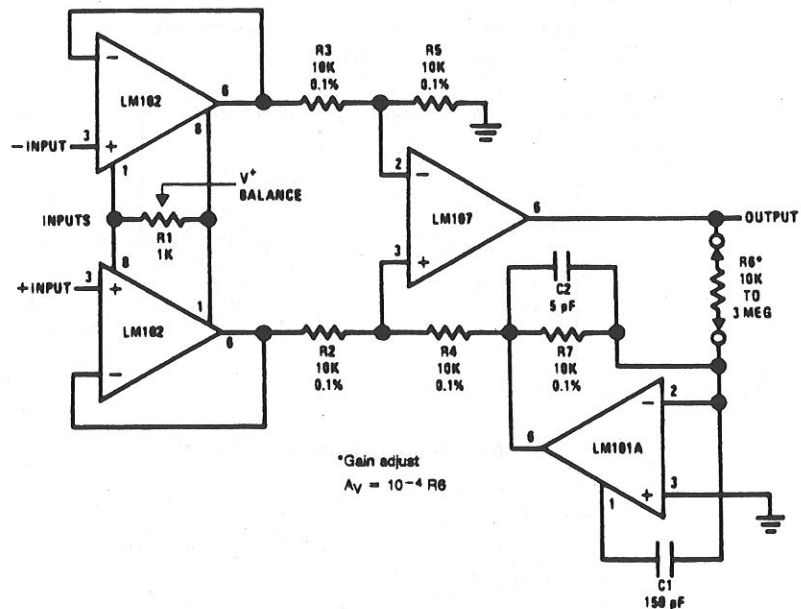 R3
10K
0.1%
R5
10K
0.1%
−
LM102
6
8
−INPUT
3
+
1
V+
BALANCE
INPUTS
R1
1K
2
−
LM107
6
OUTPUT
3
+
8
+INPUT
3
+
1
LM102
6
−
R2
10K
0.1%
R4
10K
0.1%
C2
5 pF
R7
10K
0.1%
R6*
10K
TO
3 MEG
2
−
LM101A
6
3
+
1
*Gain adjust
AV = 10−4 R6
C1
150 pF